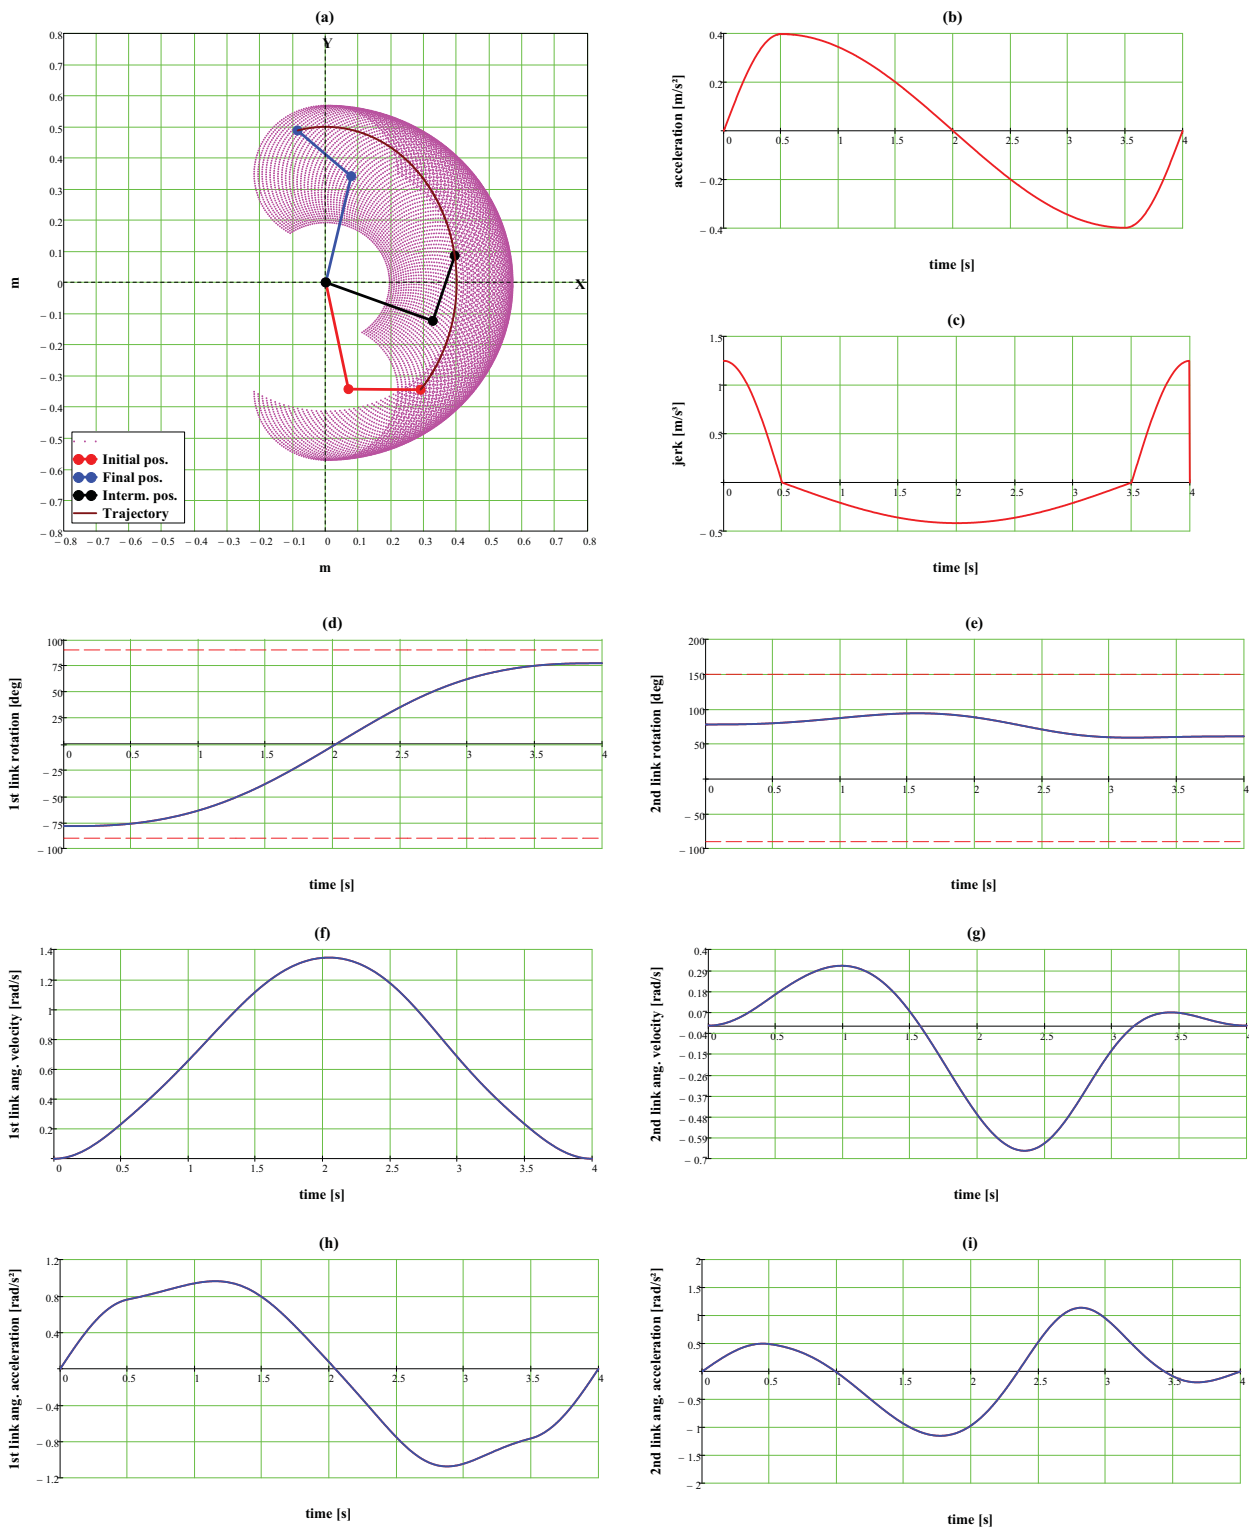 (a)
Y
0.8
0.7
0.6
0.5
0.4
0.3
0.2
0.1
0
− 0.1
− 0.2
− 0.3
− 0.4
− 0.5
− 0.6
− 0.7
− 0.8
m
X
Initial pos.
Final pos.
Interm. pos.
Trajectory
− 0.8 − 0.7 − 0.6 − 0.5 − 0.4 − 0.3 − 0.2 − 0.1 0 0.1 0.2 0.3 0.4 0.5 0.6 0.7 0.8
m
(b)
acceleration [m/s²]
0.4
0.2
0 0.5 1 1.5 2 2.5 3 3.5 4
− 0.2
− 0.4
time [s]
(c)
jerk [m/s³]
1.5
1
0.5
0 0.5 1 1.5 2 2.5 3 3.5 4
− 0.5
time [s]
(d)
1st link rotation [deg]
100
75
50
25
0 0.5 1 1.5 2 2.5 3 3.5 4
− 25
− 50
− 75
− 100
time [s]
(e)
2nd link rotation [deg]
200
150
100
50
0 0.5 1 1.5 2 2.5 3 3.5 4
− 50
− 100
time [s]
(f)
1st link ang. velocity [rad/s]
1.4
1.2
1
0.8
0.6
0.4
0.2
0 0.5 1 1.5 2 2.5 3 3.5 4
time [s]
(g)
2nd link ang. velocity [rad/s]
0.4
0.29
0.18
0.07
0 0.5 1 1.5 2 2.5 3 3.5 4
− 0.04
− 0.15
− 0.26
− 0.37
− 0.48
− 0.59
− 0.7
time [s]
(h)
1st link ang. acceleration [rad/s²]
1.2
0.8
0.4
0 0.5 1 1.5 2 2.5 3 3.5 4
− 0.4
− 0.8
− 1.2
time [s]
(i)
2nd link ang. acceleration [rad/s²]
2
1.5
1
0.5
0 0.5 1 1.5 2 2.5 3 3.5 4
− 0.5
− 1
− 1.5
− 2
time [s]